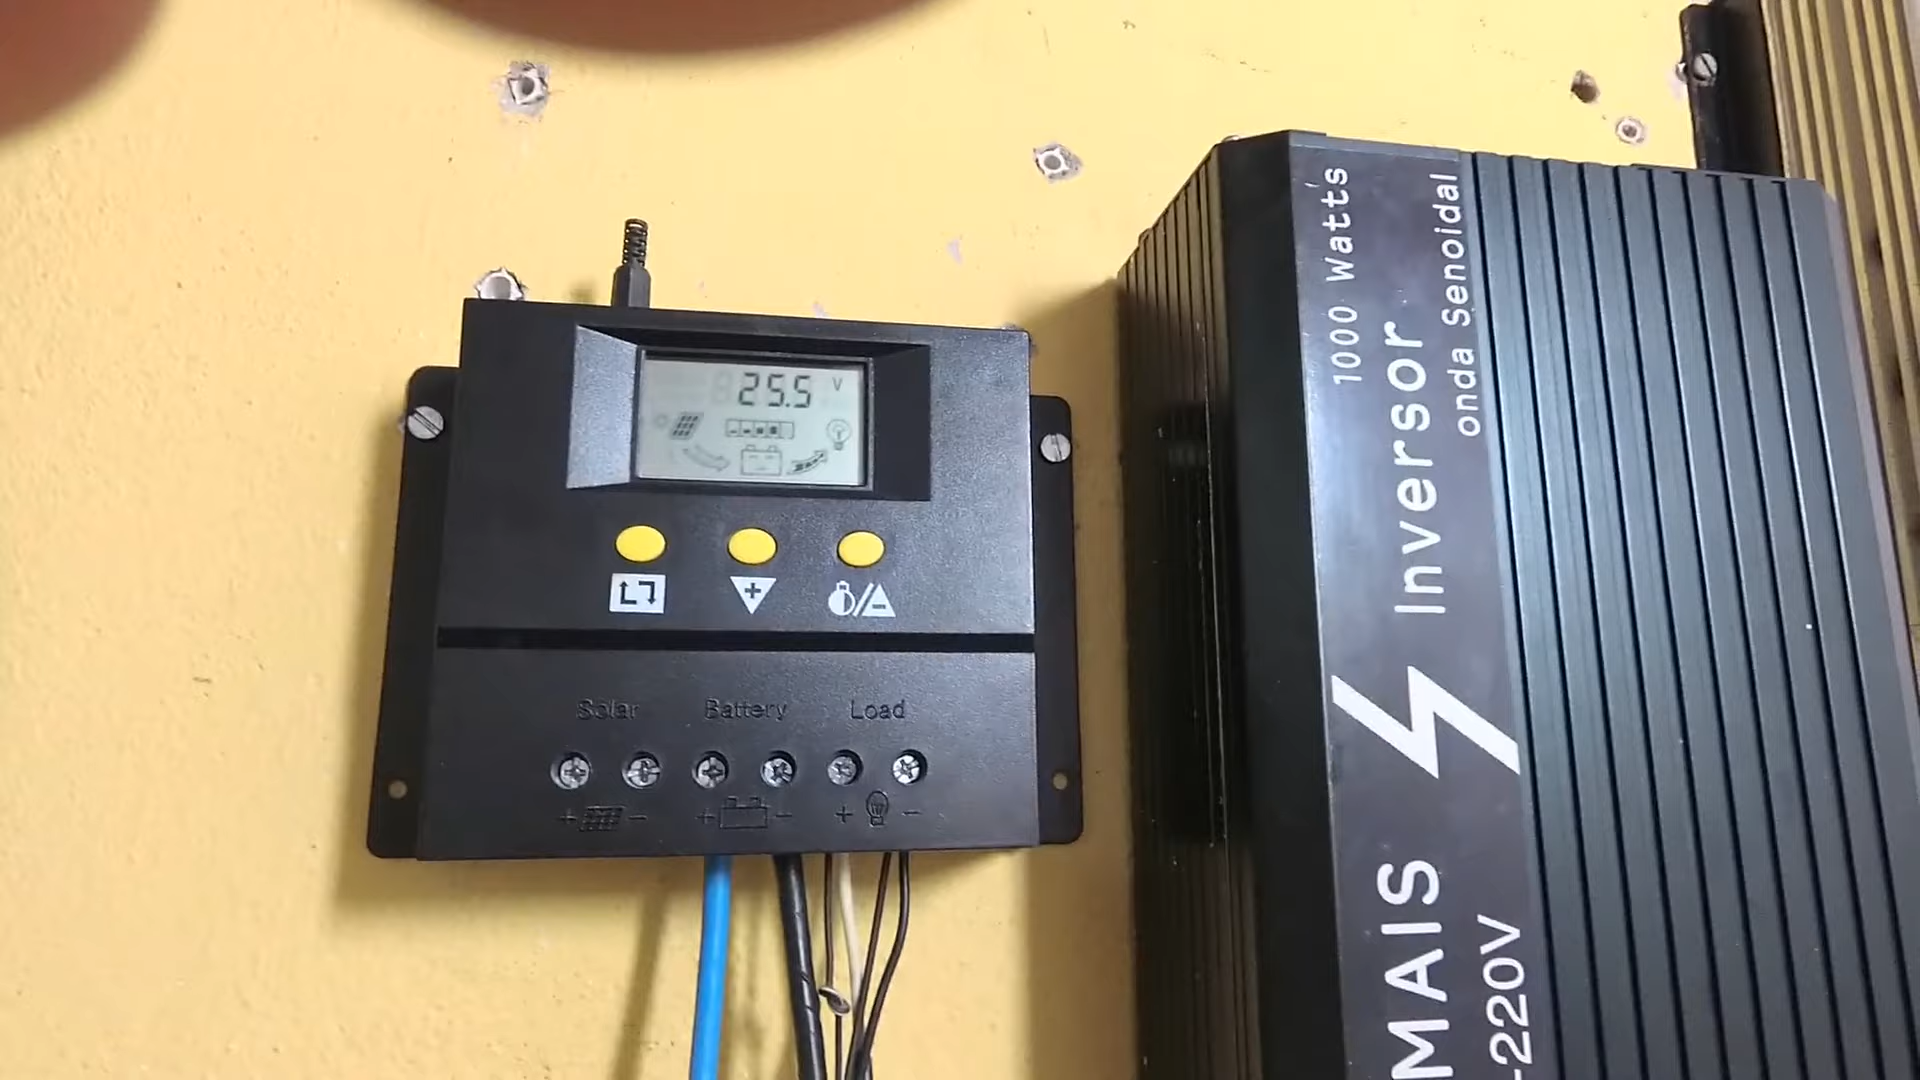 25.5 V
Solar Battery Load
+ - + - + -
1000 Watts
Inversor
onda Senoidal
MAIS
-220V